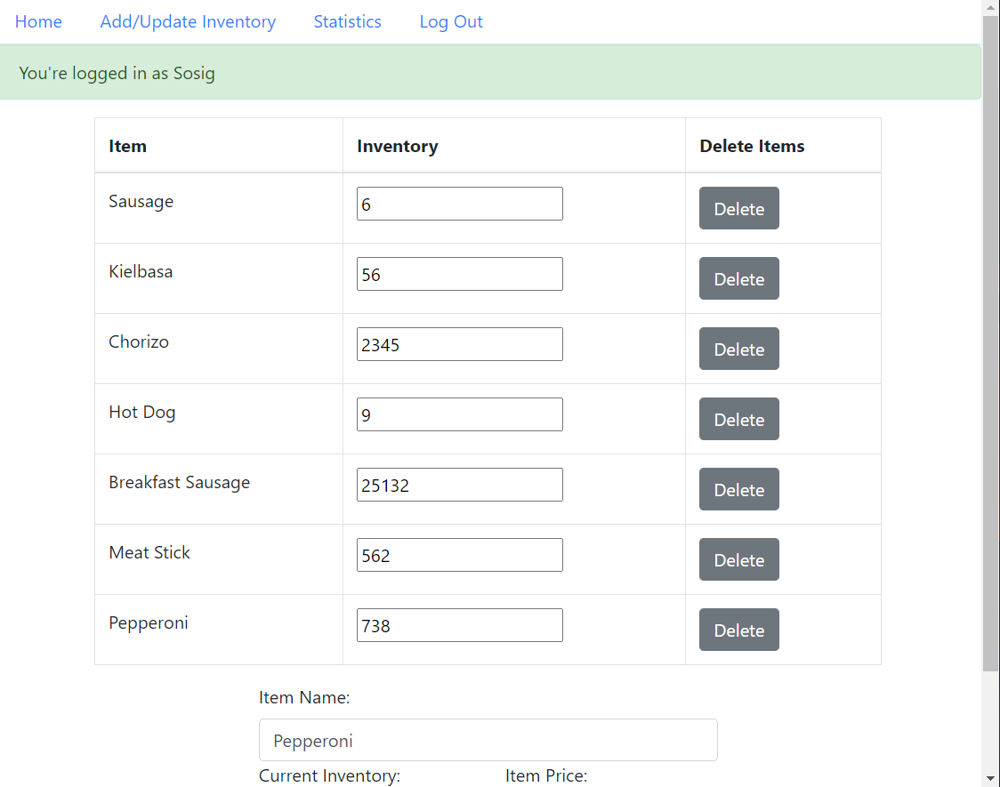 Home Add/Update Inventory Statistics Log Out
You're logged in as Sosig
Item Inventory Delete Items
Sausage 6 Delete
Kielbasa 56 Delete
Chorizo 2345 Delete
Hot Dog 9 Delete
Breakfast Sausage 25132 Delete
Meat Stick 562 Delete
Pepperoni 738 Delete
Item Name:
Pepperoni
Current Inventory: Item Price: